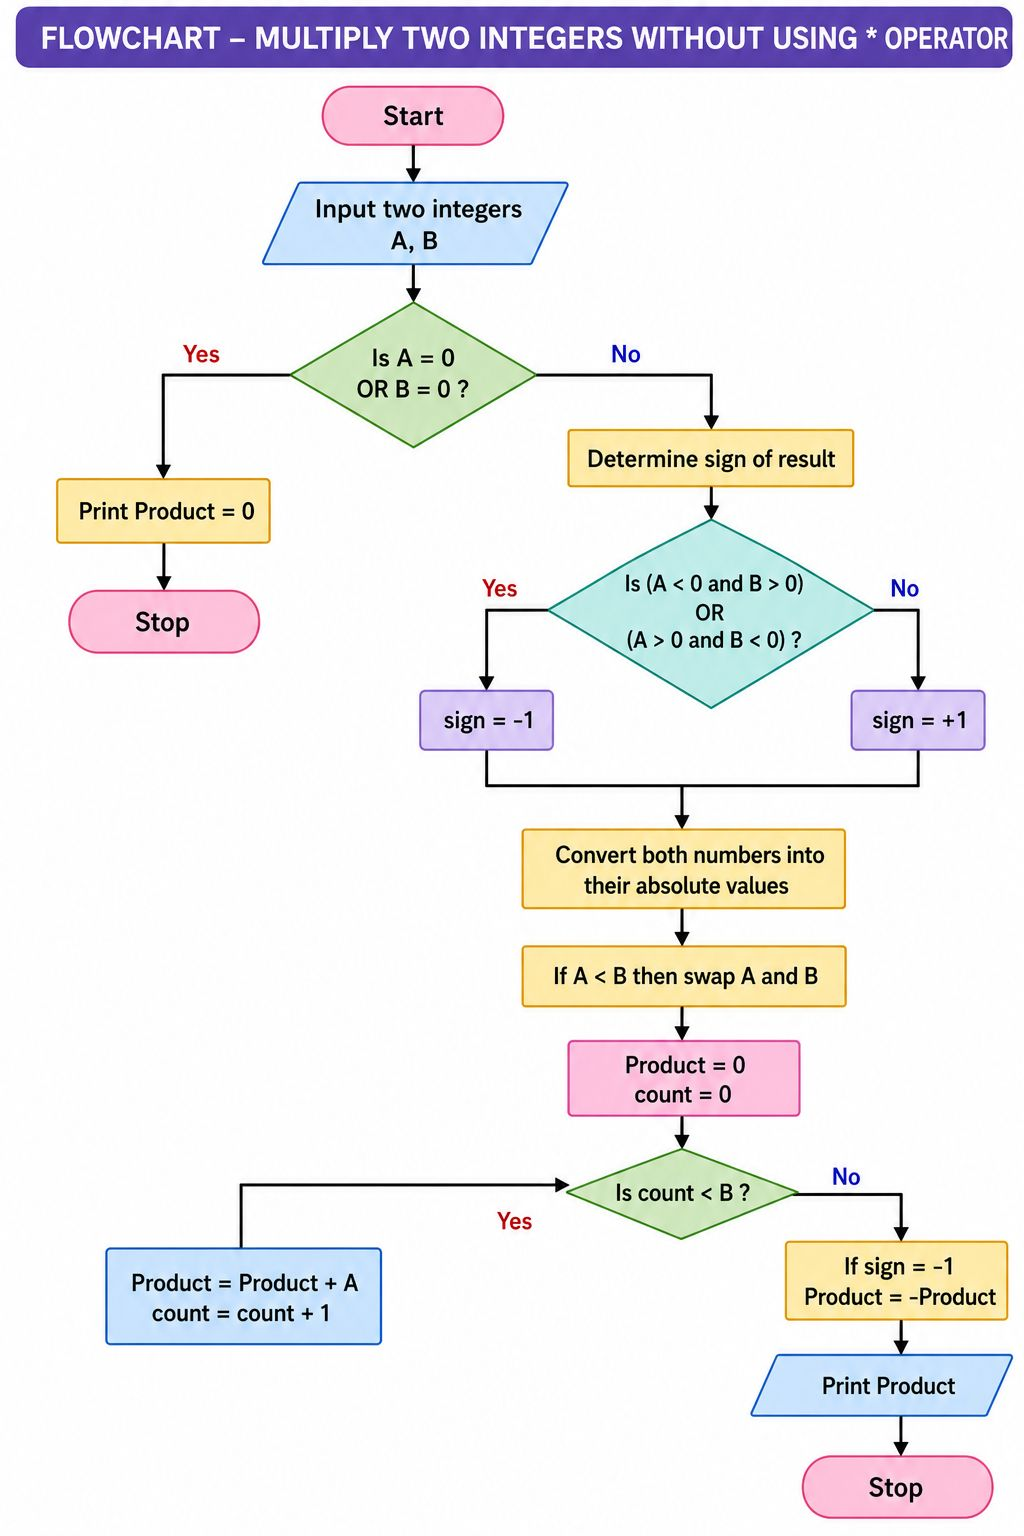 FLOWCHART – MULTIPLY TWO INTEGERS WITHOUT USING * OPERATOR
Start
Input two integers
A, B
Is A = 0
OR B = 0 ?
Yes
No
Print Product = 0
Stop
Determine sign of result
Is (A < 0 and B > 0)
OR
(A > 0 and B < 0) ?
Yes
No
sign = -1
sign = +1
Convert both numbers into
their absolute values
If A < B then swap A and B
Product = 0
count = 0
Is count < B ?
Yes
No
Product = Product + A
count = count + 1
If sign = -1
Product = -Product
Print Product
Stop